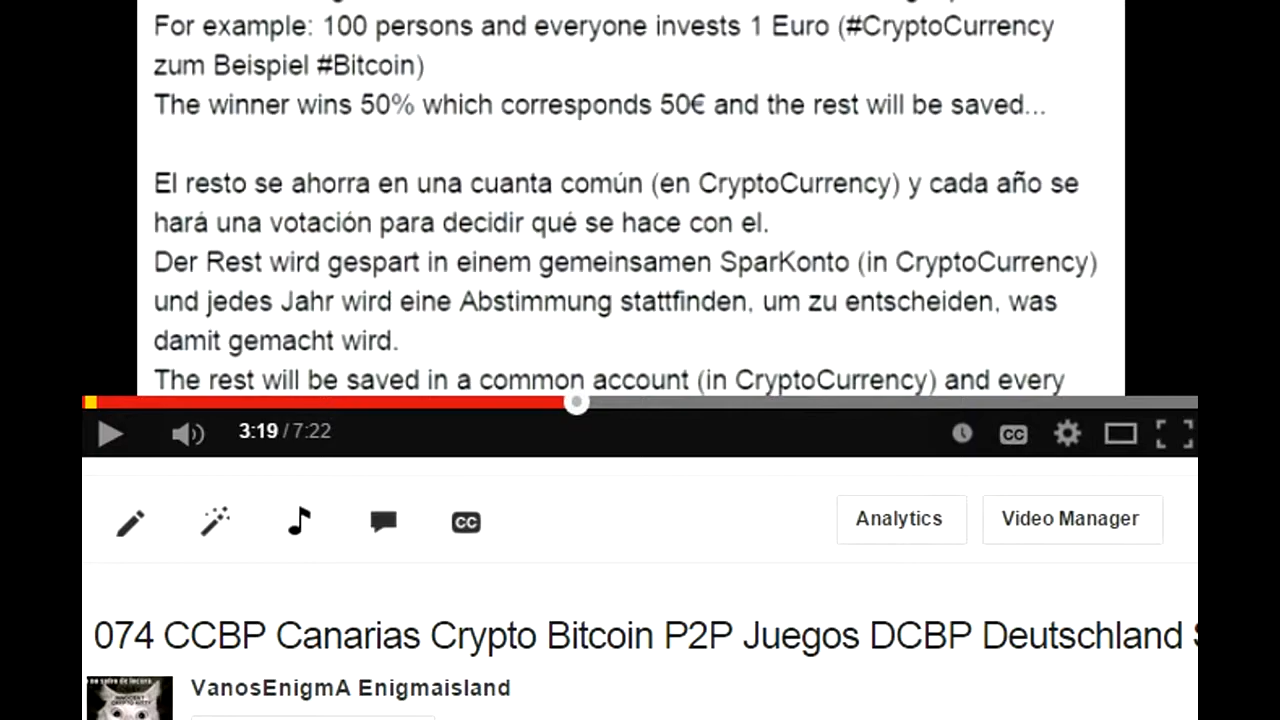 For example: 100 persons and everyone invests 1 Euro (#CryptoCurrency
zum Beispiel #Bitcoin)
The winner wins 50% which corresponds 50€ and the rest will be saved...
El resto se ahorra en una cuanta común (en CryptoCurrency) y cada año se
hará una votación para decidir qué se hace con el.
Der Rest wird gespart in einem gemeinsamen SparKonto (in CryptoCurrency)
und jedes Jahr wird eine Abstimmung stattfinden, um zu entscheiden, was
damit gemacht wird.
The rest will be saved in a common account (in CryptoCurrency) and every
3:19 / 7:22
CC
CC
Analytics
Video Manager
074 CCBP Canarias Crypto Bitcoin P2P Juegos DCBP Deutschland
VanosEnigmA Enigmaisland